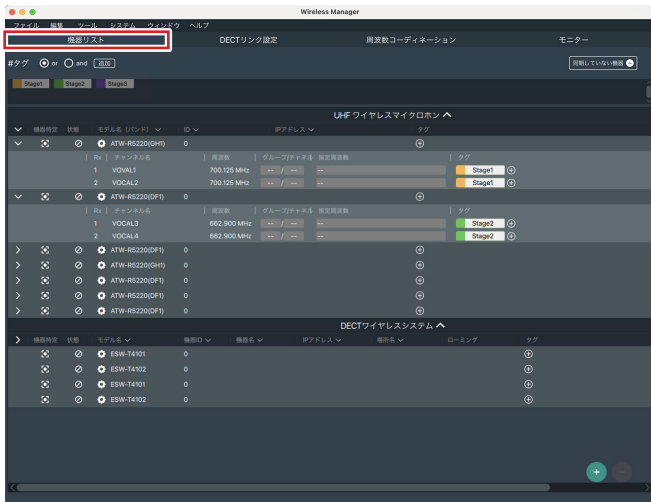 Wireless Manager
ファイル 編集 ツール システム ウィンドウ ヘルプ
機器リスト DECTリンク設定 周波数コーディネーション モニター
#タグ or and 追加 同期していない機器
Stage1 Stage2 Stage3
UHF ワイヤレスマイクロホン
機器特定 状態 モデル名 (バンド) ID IPアドレス タグ
ATW-R5220(GH1) 0
Rx チャンネル名 周波数 グループ/チャネル 指定周波数 タグ
1 VOVAL1 700.125 MHz -- / -- -- Stage1
2 VOCAL2 700.125 MHz -- / -- -- Stage1
ATW-R5220(DF1) 0
Rx チャンネル名 周波数 グループ/チャネル 指定周波数 タグ
1 VOCAL3 662.900 MHz -- / -- -- Stage2
2 VOCAL4 662.900 MHz -- / -- -- Stage2
ATW-R5220(DF1) 0
ATW-R5220(GH1) 0
ATW-R5220(DF1) 0
ATW-R5220(DF1) 0
DECTワイヤレスシステム
機器特定 状態 モデル名 機器ID 機器名 IPアドレス 場所名 ローミング タグ
ESW-T4101 0
ESW-T4102 0
ESW-T4101 0
ESW-T4102 0